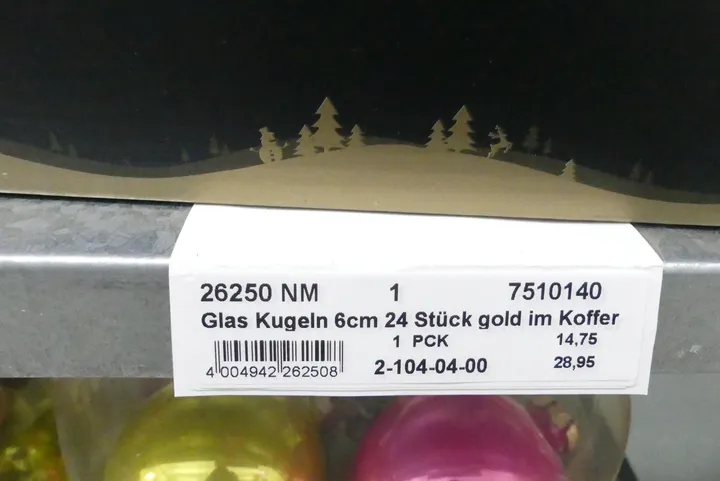 26250 NM 1 7510140
Glas Kugeln 6cm 24 Stück gold im Koffer
1 PCK 14,75
4 004942 262508 2-104-04-00 28,95